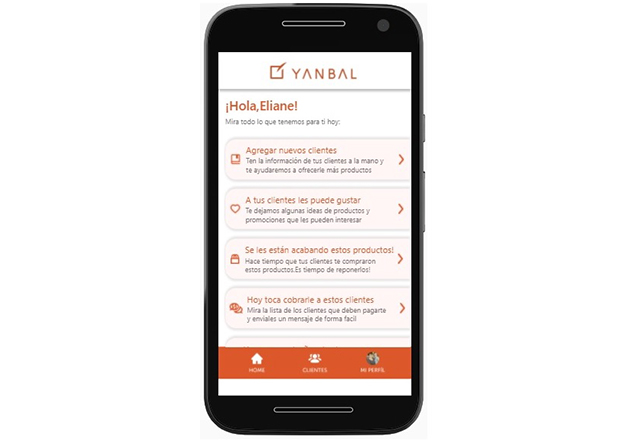 YANBAL
¡Hola,Eliane!
Mira todo lo que tenemos para ti hoy:
Agregar nuevos clientes
Ten la información de tus clientes a la mano y
te ayudaremos a ofrecerle más productos
A tus clientes les puede gustar
Te dejamos algunas ideas de productos y
promociones que les pueden interesar
Se les están acabando estos productos!
Hace tiempo que tus clientes te compraron
estos productos.Es tiempo de reponerlos!
Hoy toca cobrarle a estos clientes
Mira la lista de los clientes que deben pagarte
y enviales un mensaje de forma facil
HOME
CLIENTES
MI PERFIL